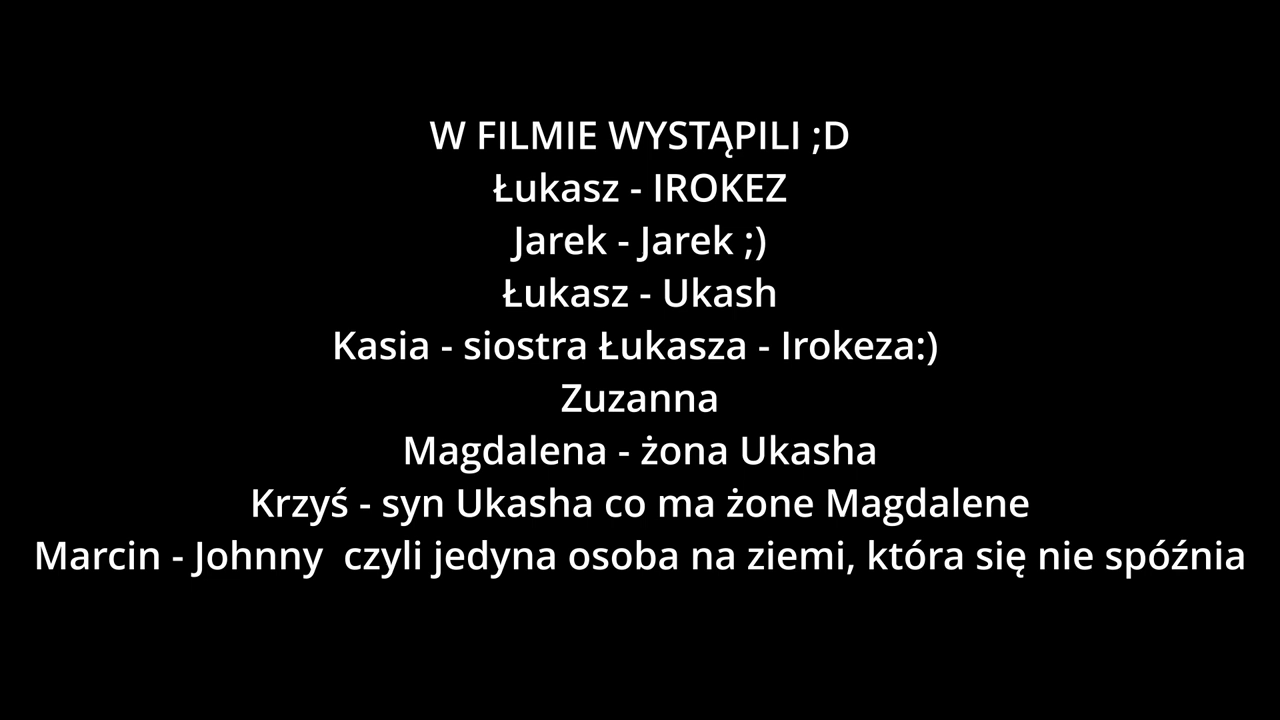 W FILMIE WYSTĄPILI ;D
Łukasz - IROKEZ
Jarek - Jarek ;)
Łukasz - Ukash
Kasia - siostra Łukasza - Irokeza:)
Zuzanna
Magdalena - żona Ukasha
Krzyś - syn Ukasha co ma żone Magdalene
Marcin - Johnny  czyli jedyna osoba na ziemi, która się nie spóźnia